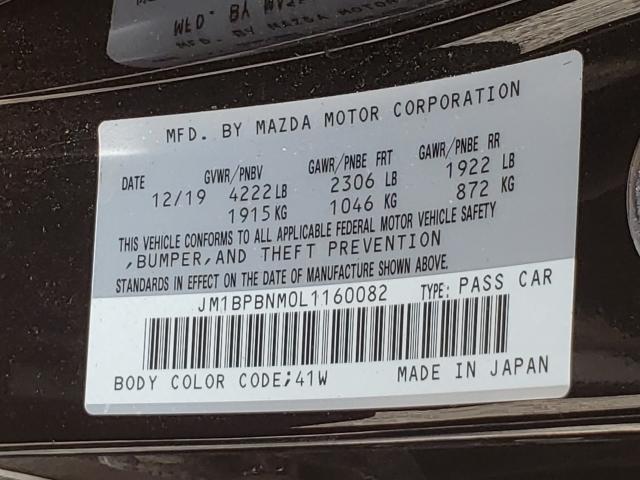 MFD. BY MAZDA MOTOR CORPORATION
DATE GVWR/PNBV GAWR/PNBE FRT GAWR/PNBE RR
12/19 4222 LB 2306 LB 1922 LB
1915 KG 1046 KG 872 KG
THIS VEHICLE CONFORMS TO ALL APPLICABLE FEDERAL MOTOR VEHICLE SAFETY
,BUMPER,AND THEFT PREVENTION
STANDARDS IN EFFECT ON THE DATE OF MANUFACTURE SHOWN ABOVE.
JM1BPBNM0L1160082 TYPE: PASS CAR
BODY COLOR CODE;41W MADE IN JAPAN